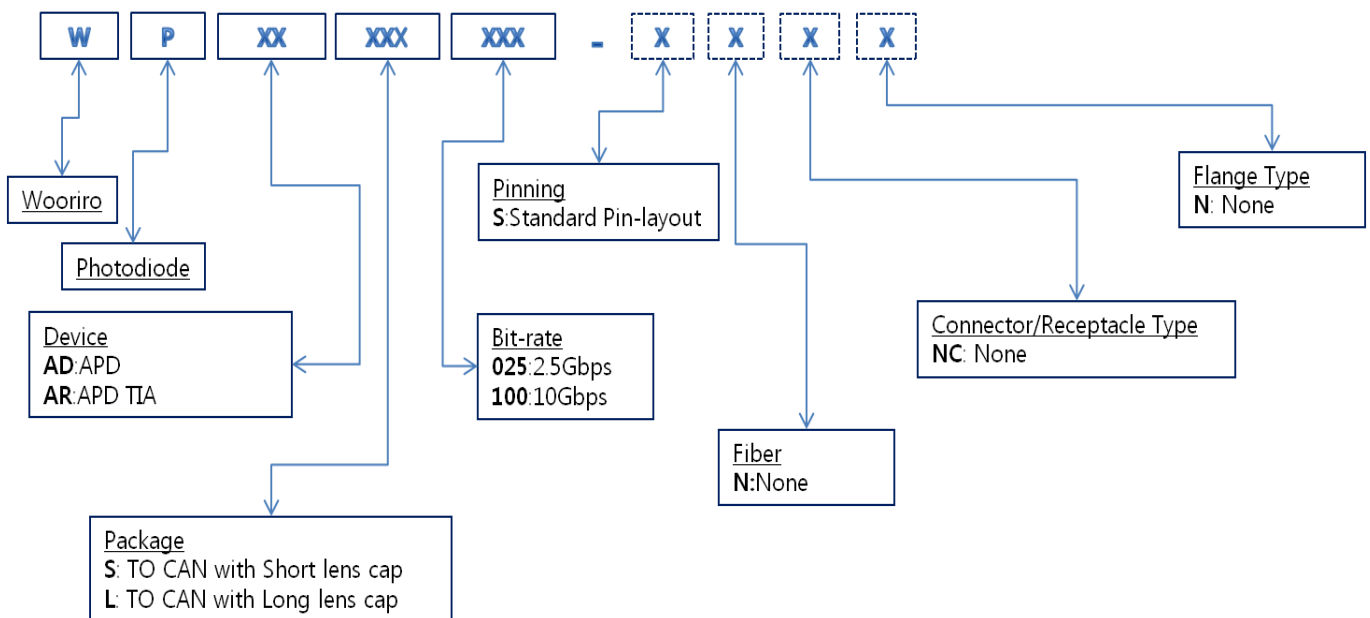 W P XX XXX XXX - X X X X
Wooriro
Photodiode
Device
AD:APD
AR:APD TIA
Package
S: TO CAN with Short lens cap
L: TO CAN with Long lens cap
Bit-rate
025:2.5Gbps
100:10Gbps
Pinning
S:Standard Pin-layout
Fiber
N:None
Connector/Receptacle Type
NC: None
Flange Type
N: None